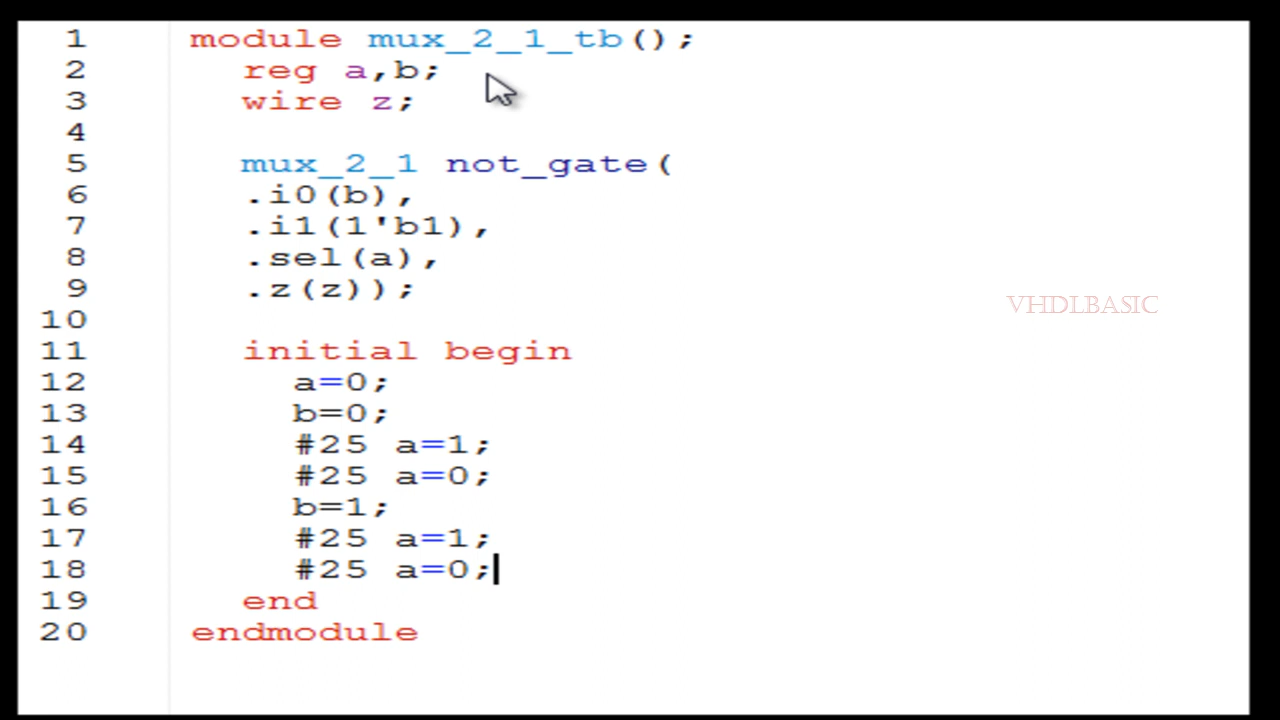 1 module mux_2_1_tb();
2 reg a,b;
3 wire z;
4
5 mux_2_1 not_gate(
6 .i0(b),
7 .i1(1'b1),
8 .sel(a),
9 .z(z));
10
11 initial begin
12 a=0;
13 b=0;
14 #25 a=1;
15 #25 a=0;
16 b=1;
17 #25 a=1;
18 #25 a=0;
19 end
20 endmodule
VHDLBASIC